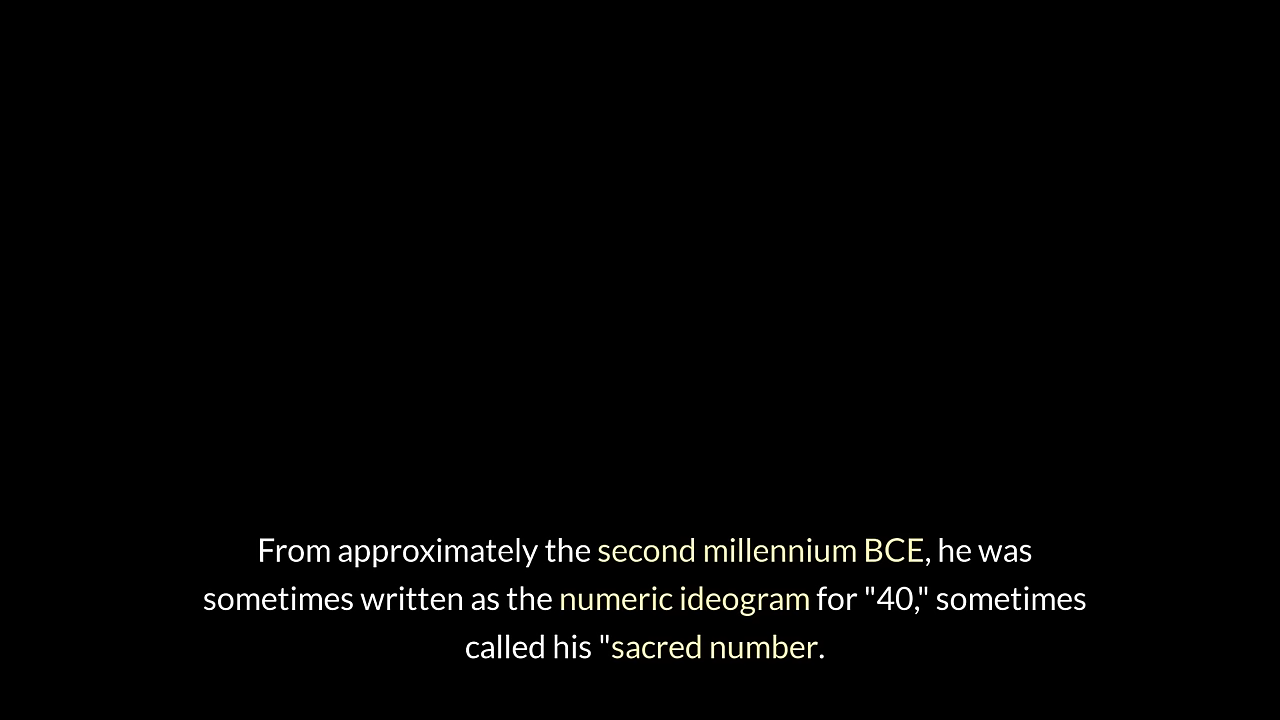 From approximately the second millennium BCE, he was
sometimes written as the numeric ideogram for "40," sometimes
called his "sacred number.